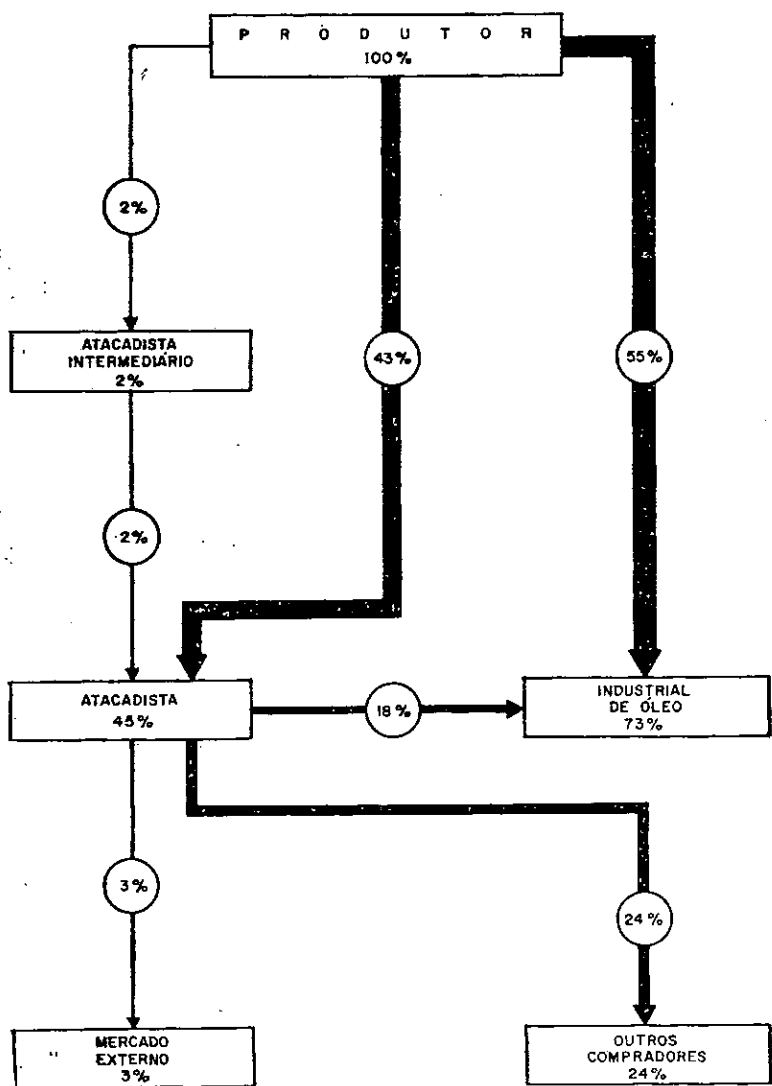 PRODUTOR
100%
2%
ATACADISTA
INTERMEDIÁRIO
2%
43%
55%
2%
ATACADISTA
45%
18%
INDUSTRIAL
DE ÓLEO
73%
3%
24%
MERCADO
EXTERNO
3%
OUTROS
COMPRADORES
24%